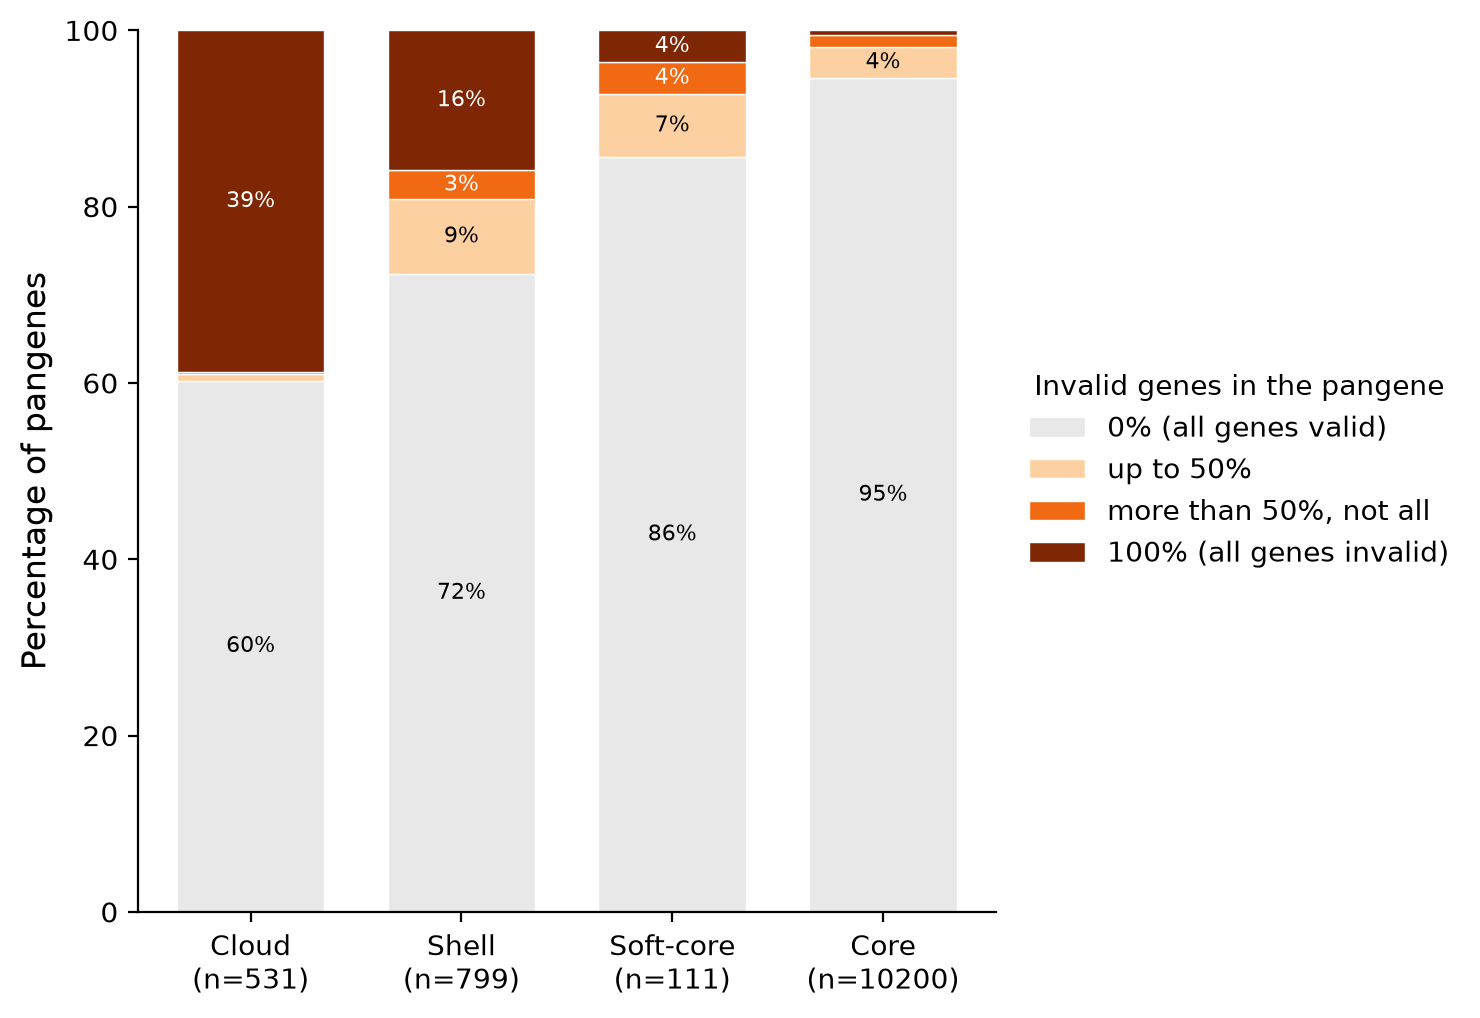 100
80
60
40
20
0
Percentage of pangenes
39%
60%
16%
3%
9%
72%
4%
4%
7%
86%
4%
95%
Cloud
(n=531)
Shell
(n=799)
Soft-core
(n=111)
Core
(n=10200)
Invalid genes in the pangene
0% (all genes valid)
up to 50%
more than 50%, not all
100% (all genes invalid)